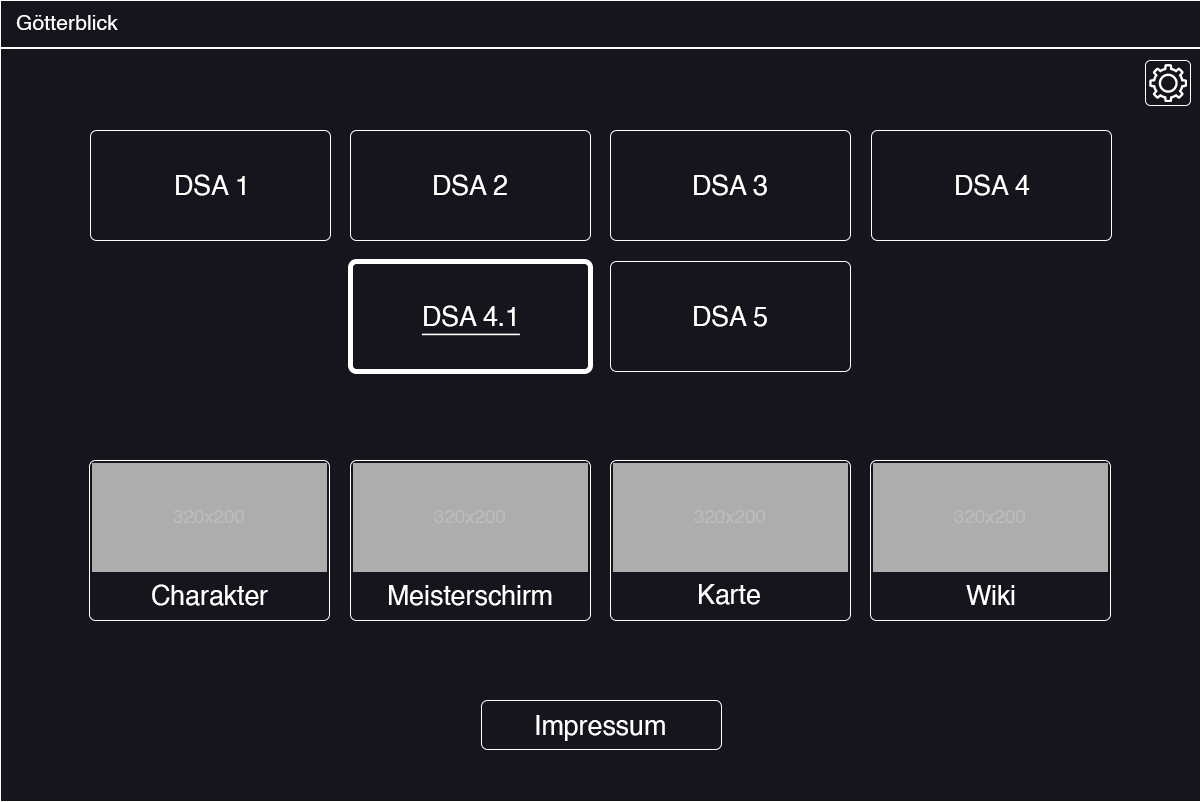 Götterblick
DSA 1
DSA 2
DSA 3
DSA 4
DSA 4.1
DSA 5
320x200
320x200
320x200
320x200
Charakter
Meisterschirm
Karte
Wiki
Impressum